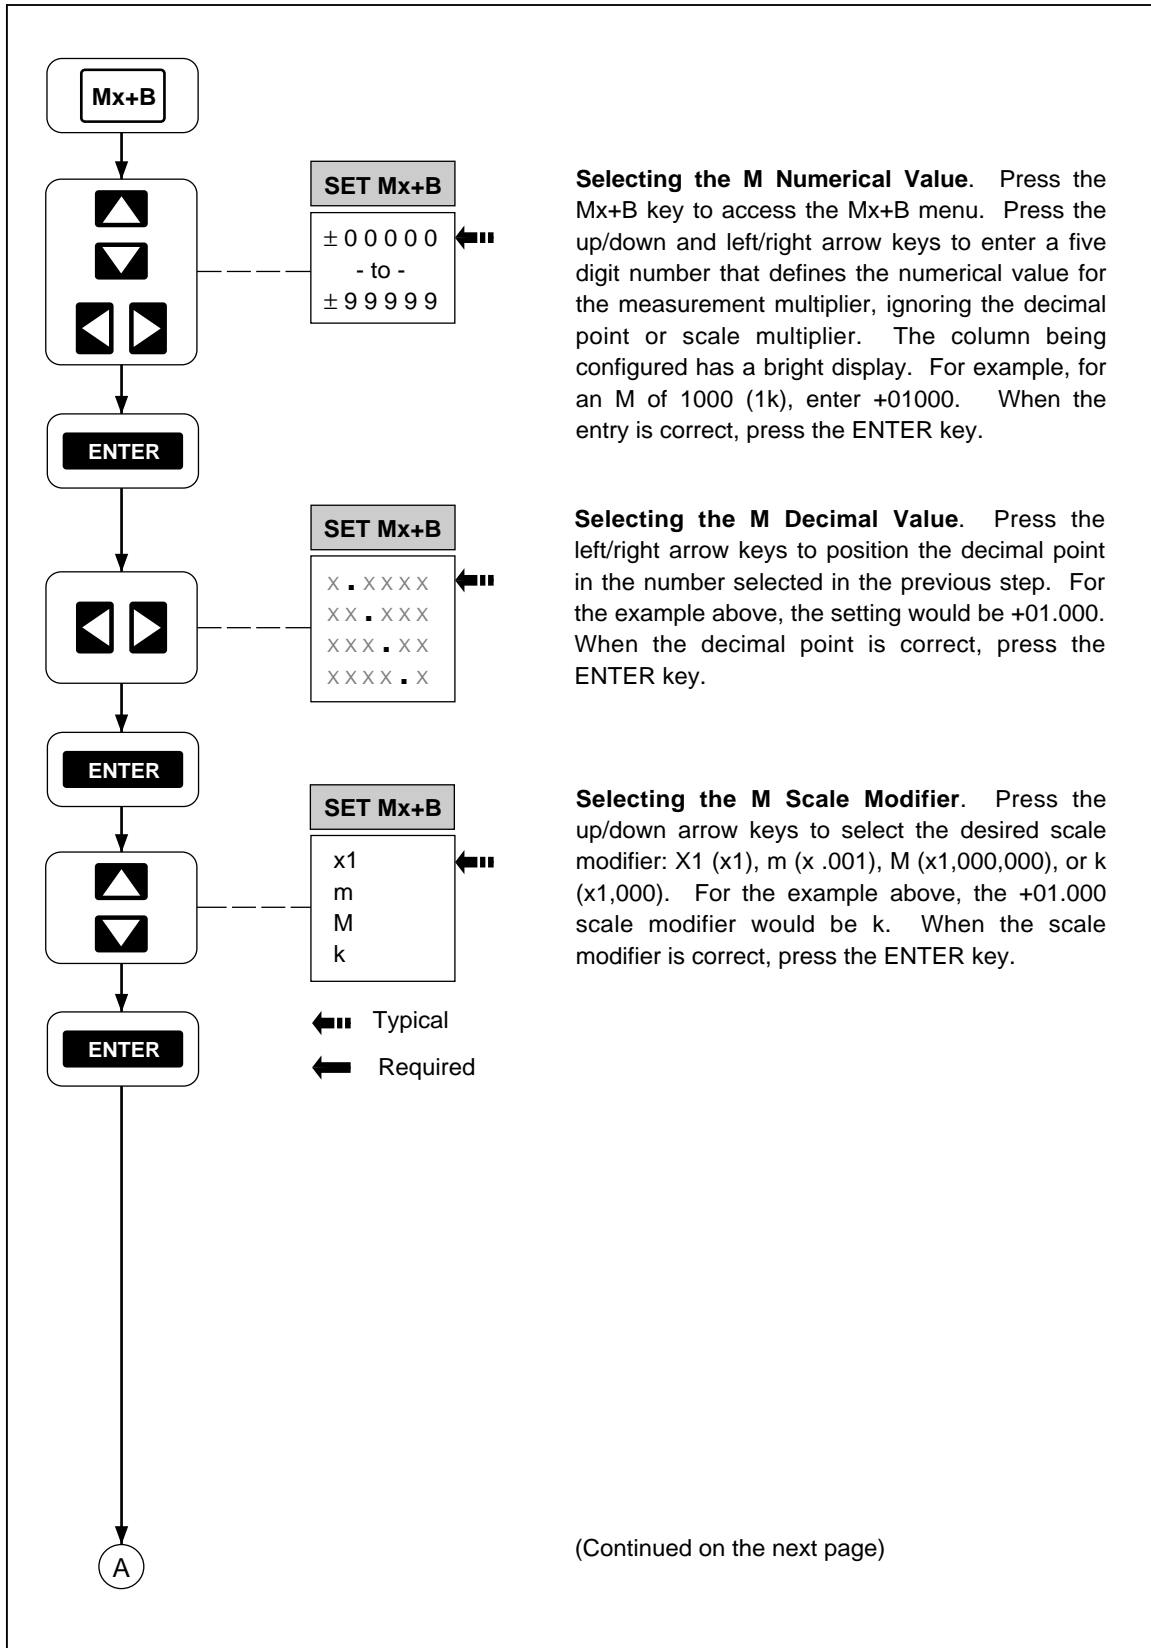 Mx+B
SET Mx+B
±00000
- to -
±99999
Selecting the M Numerical Value. Press the
Mx+B key to access the Mx+B menu. Press the
up/down and left/right arrow keys to enter a five
digit number that defines the numerical value for
the measurement multiplier, ignoring the decimal
point or scale multiplier. The column being
configured has a bright display. For example, for
an M of 1000 (1k), enter +01000. When the
entry is correct, press the ENTER key.
ENTER
SET Mx+B
x.xxxx
xx.xxx
xxx.xx
xxxx.x
Selecting the M Decimal Value. Press the
left/right arrow keys to position the decimal point
in the number selected in the previous step. For
the example above, the setting would be +01.000.
When the decimal point is correct, press the
ENTER key.
ENTER
SET Mx+B
x1
m
M
k
Selecting the M Scale Modifier. Press the
up/down arrow keys to select the desired scale
modifier: X1 (x1), m (x .001), M (x1,000,000), or k
(x1,000). For the example above, the +01.000
scale modifier would be k. When the scale
modifier is correct, press the ENTER key.
ENTER
Typical
Required
A
(Continued on the next page)